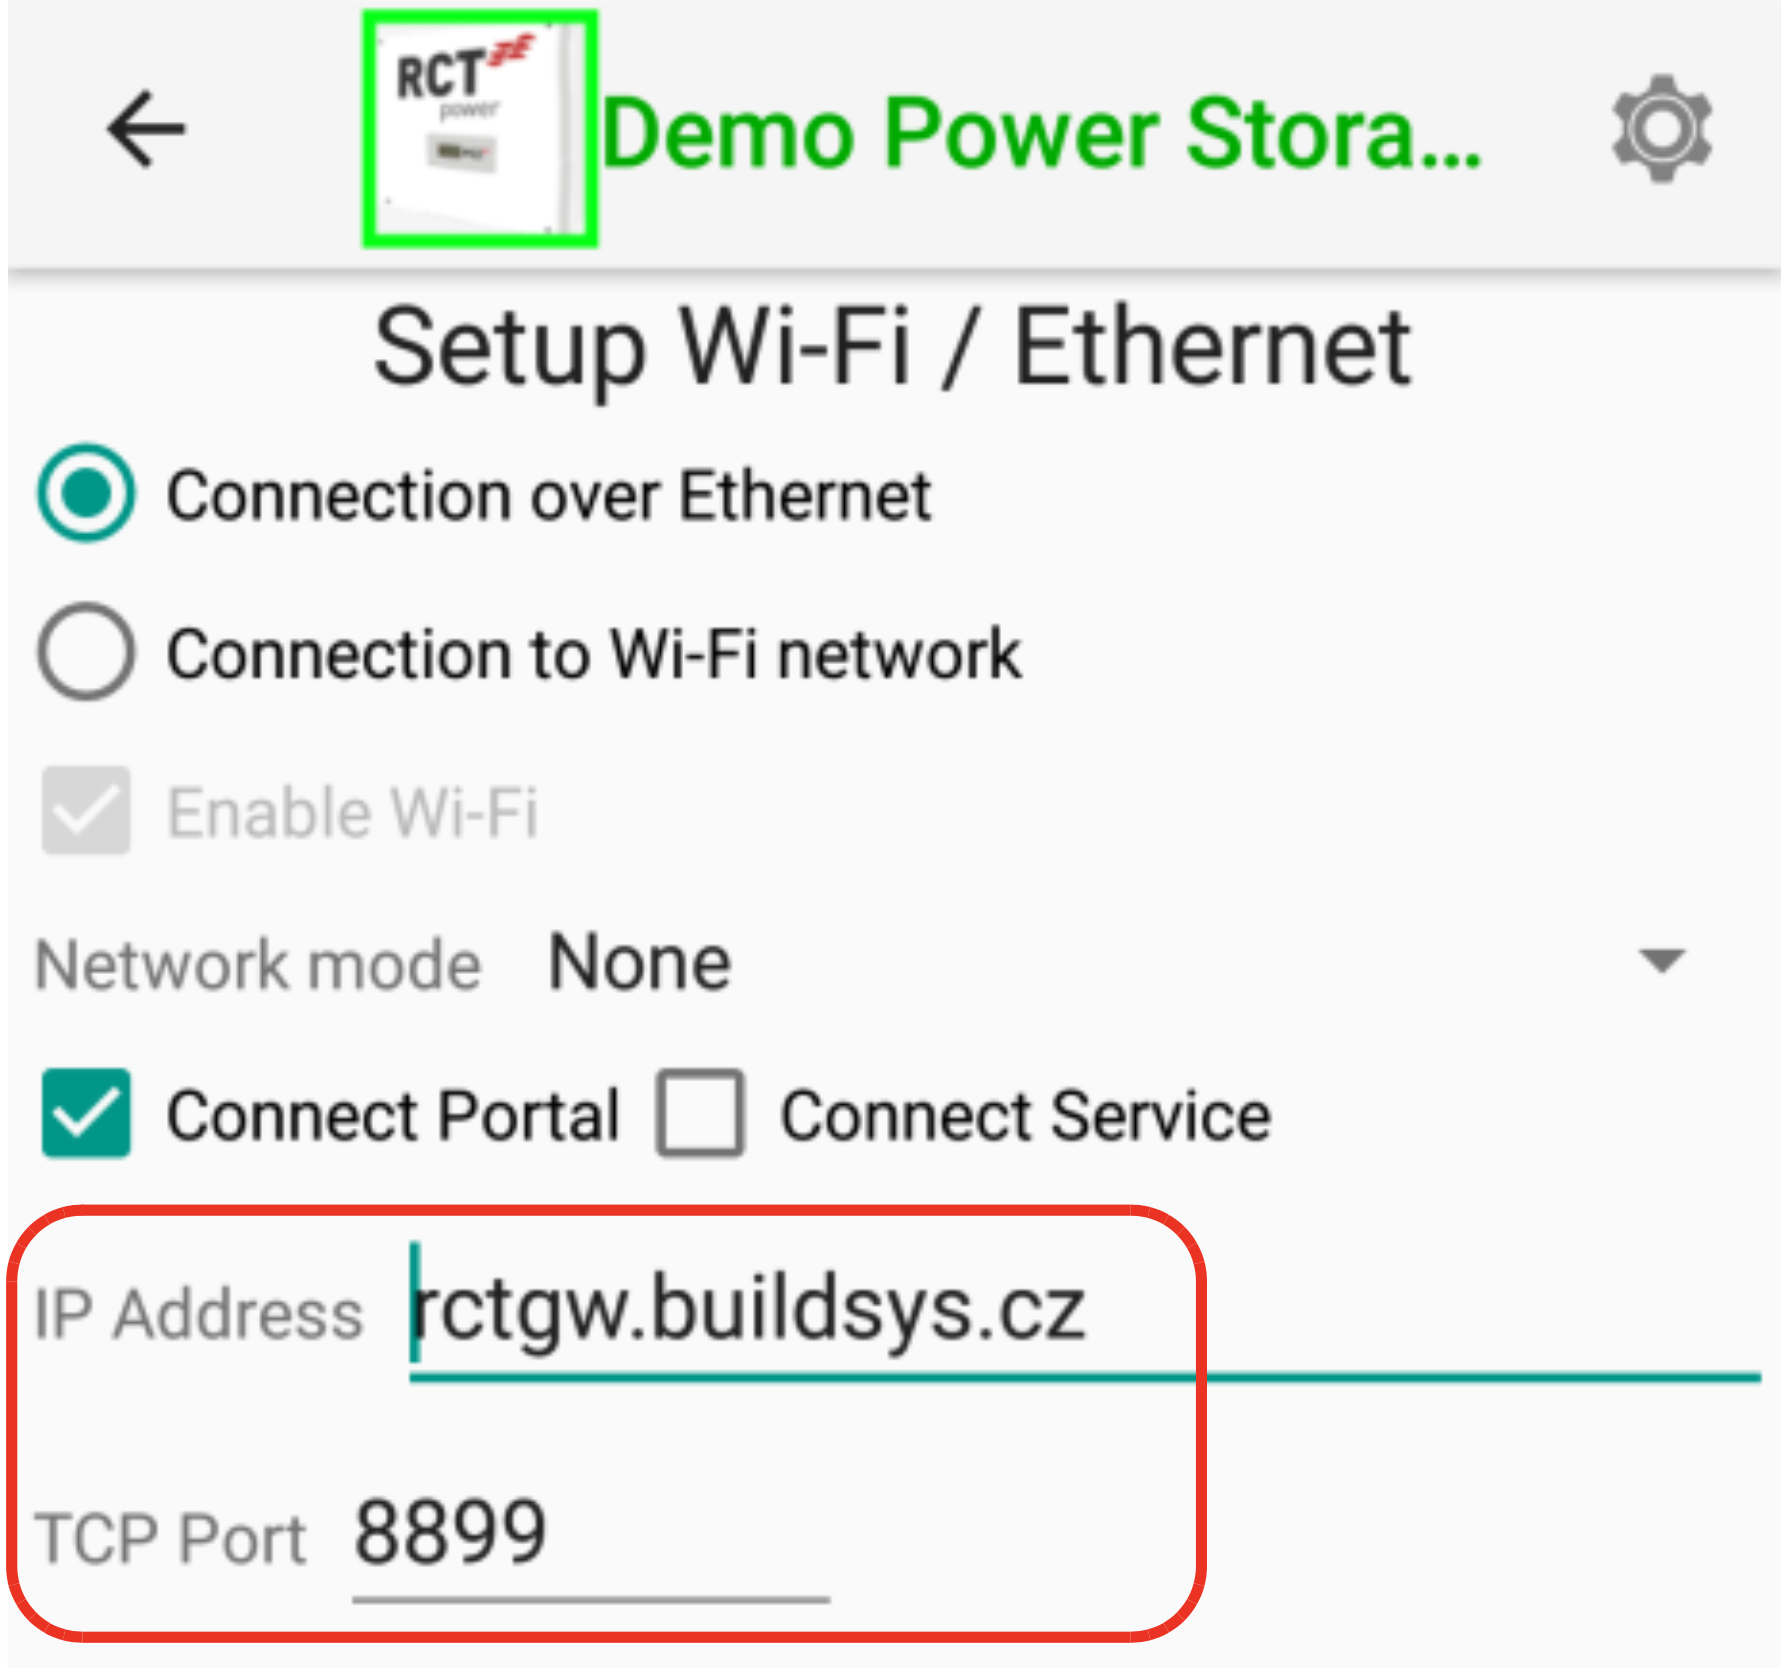 RCT
power
Demo Power Stora...
Setup Wi-Fi / Ethernet
Connection over Ethernet
Connection to Wi-Fi network
Enable Wi-Fi
Network mode None
Connect Portal Connect Service
IP Address rctgw.buildsys.cz
TCP Port 8899